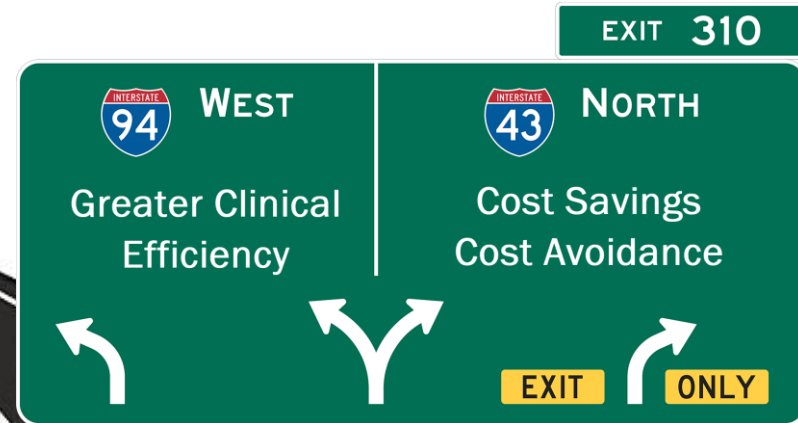 EXIT 310
INTERSTATE
94
WEST
Greater Clinical
Efficiency
INTERSTATE
43
NORTH
Cost Savings
Cost Avoidance
EXIT ONLY